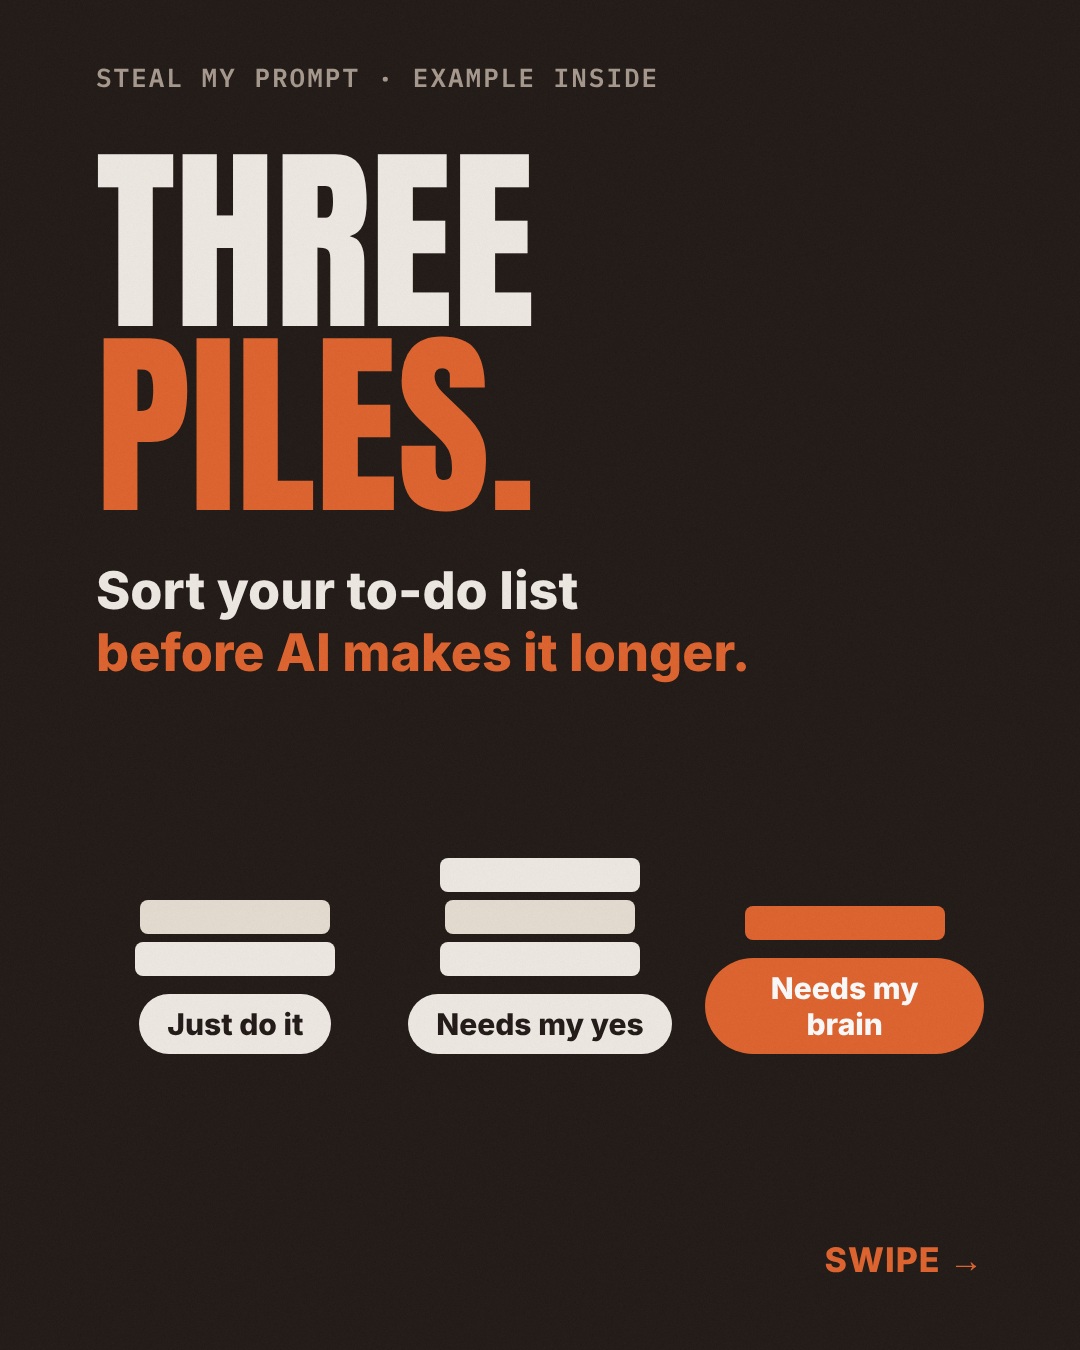 STEAL MY PROMPT · EXAMPLE INSIDE
THREE
PILES.
Sort your to-do list
before AI makes it longer.
Just do it
Needs my yes
Needs my
brain
SWIPE →